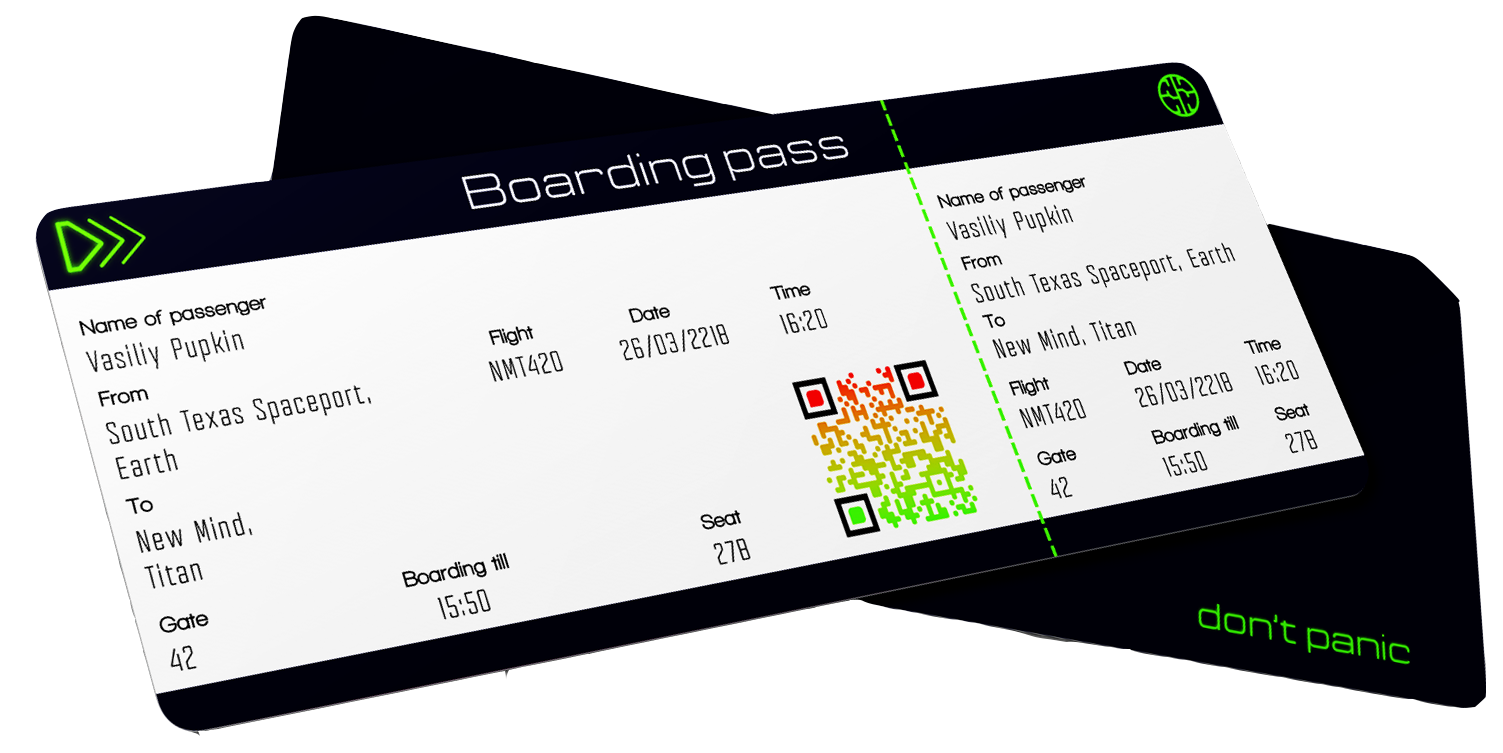 Boarding pass
Name of passenger
Vasiliy Pupkin
From
South Texas Spaceport,
Earth
To
New Mind,
Titan
Gate
42
Flight
NMT420
Date
26/03/2218
Time
16:20
Boarding till
15:50
Seat
27B
Name of passenger
Vasiliy Pupkin
From
South Texas Spaceport, Earth
To
New Mind, Titan
Flight
NMT420
Date
26/03/2218
Time
16:20
Gate
42
Boarding till
15:50
Seat
27B
don't panic